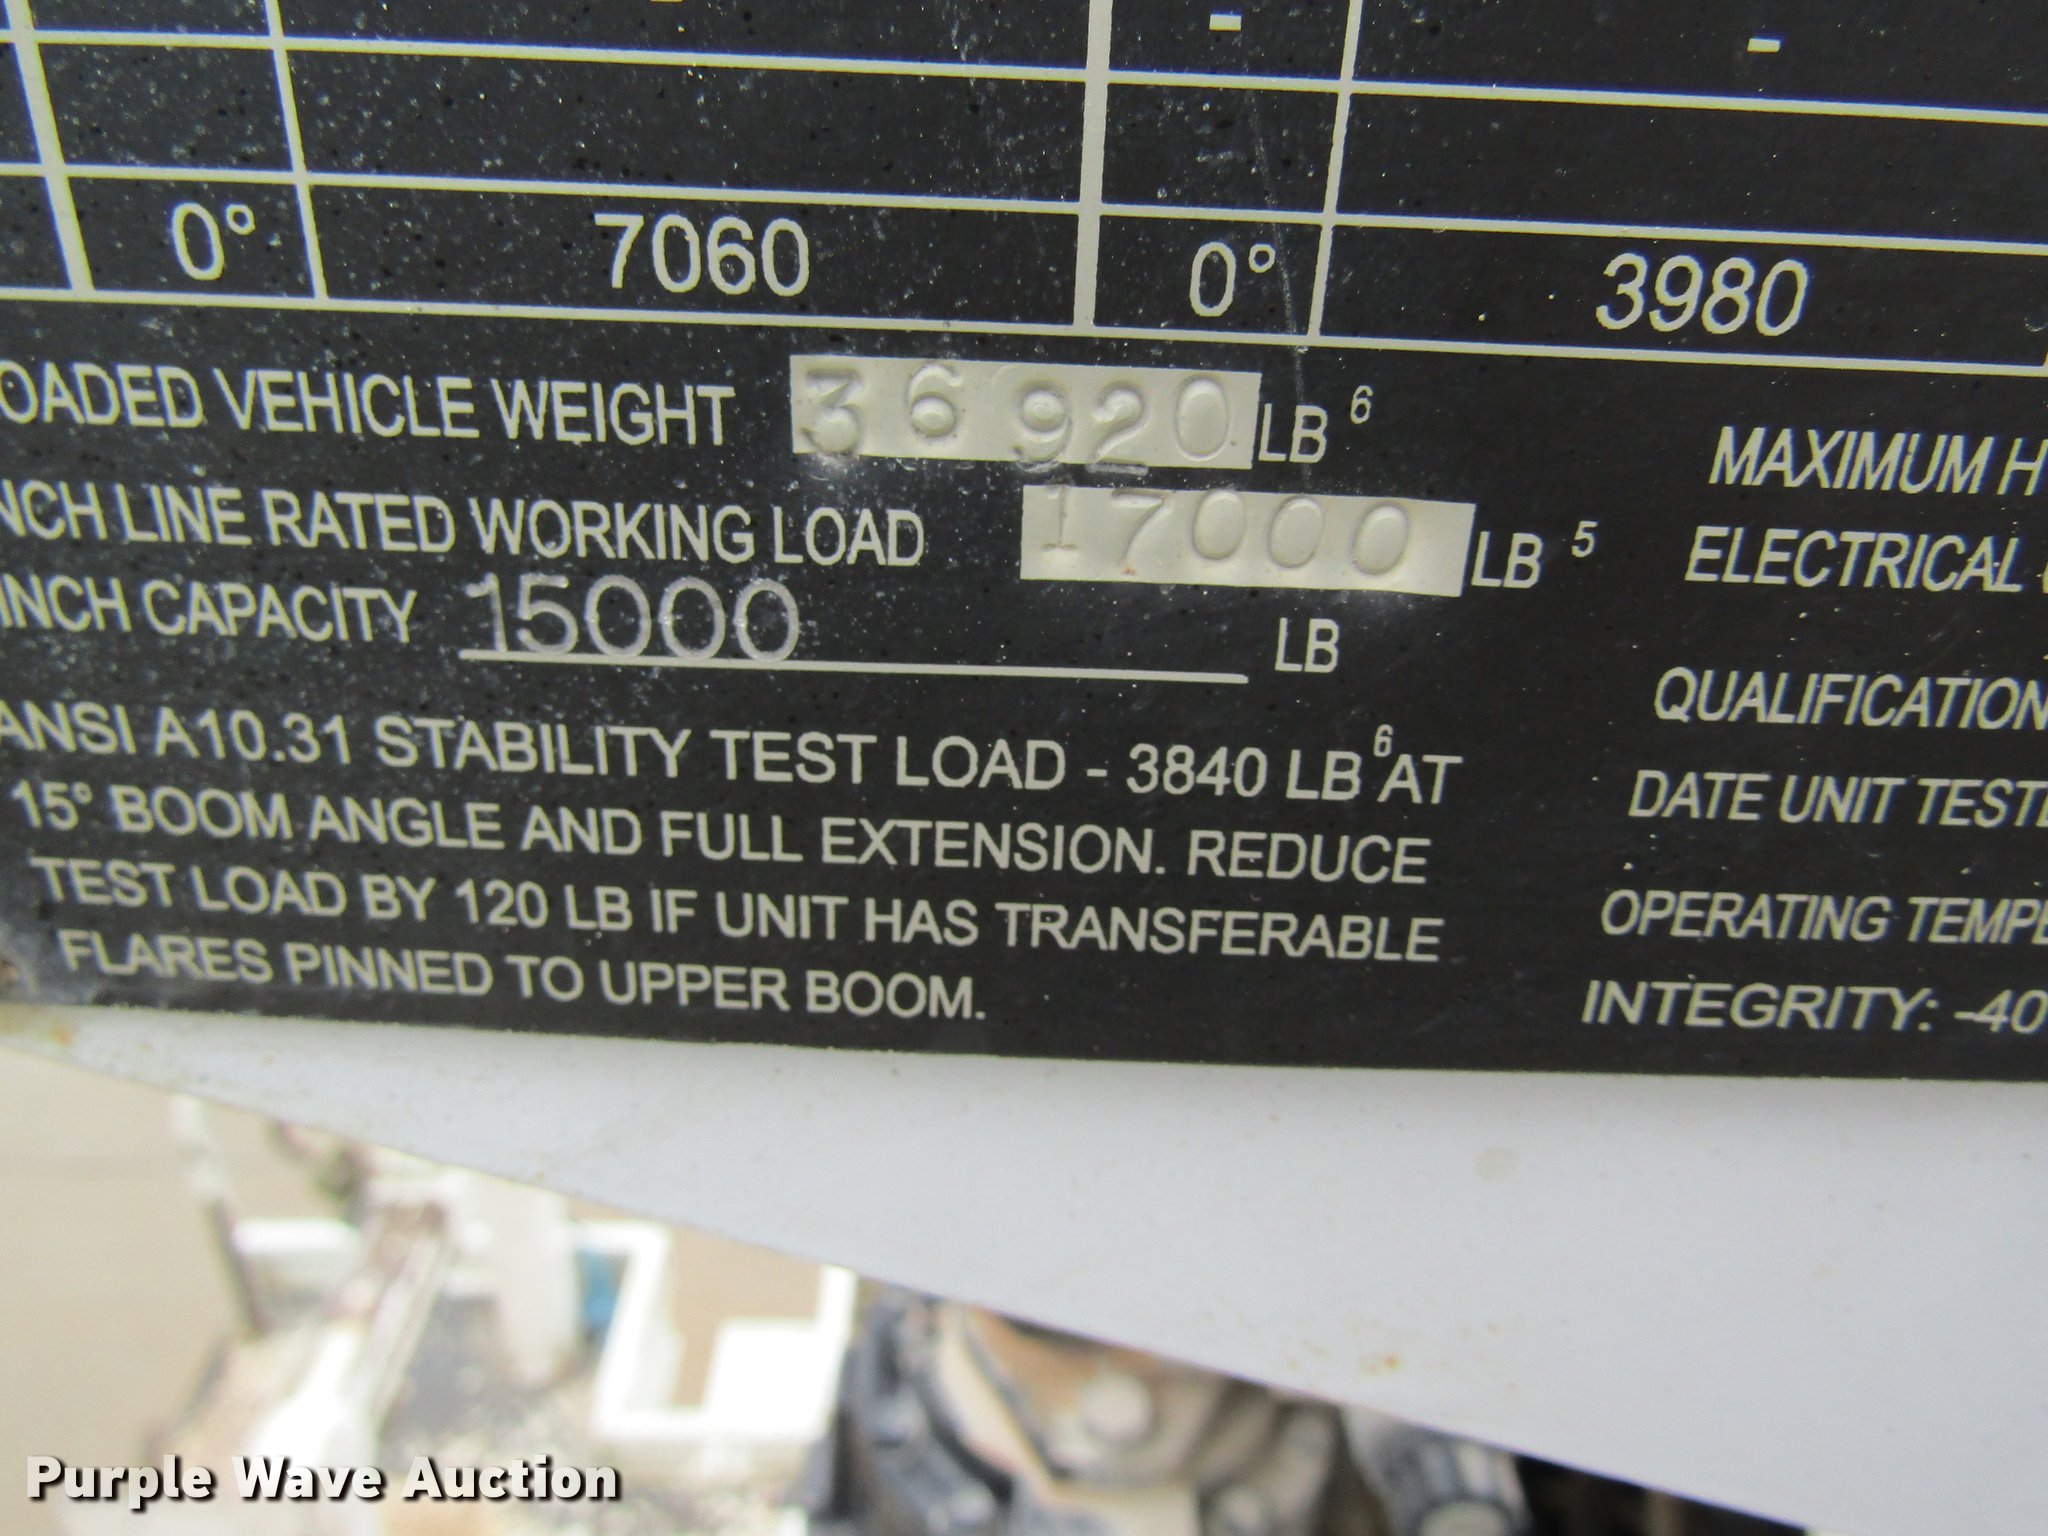 0° 7060 0° 3980
OADED VEHICLE WEIGHT 36920 LB 6
NCH LINE RATED WORKING LOAD 17000 LB 5
INCH CAPACITY 15000 LB
ANSI A10.31 STABILITY TEST LOAD - 3840 LB 6 AT
15° BOOM ANGLE AND FULL EXTENSION. REDUCE
TEST LOAD BY 120 LB IF UNIT HAS TRANSFERABLE
FLARES PINNED TO UPPER BOOM.
MAXIMUM H
ELECTRICAL
QUALIFICATION
DATE UNIT TESTE
OPERATING TEMPE
INTEGRITY: -40
Purple Wave Auction